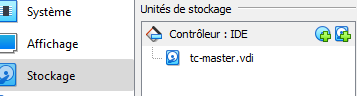 Système
Affichage
Stockage
Unités de stockage
Contrôleur : IDE
tc-master.vdi